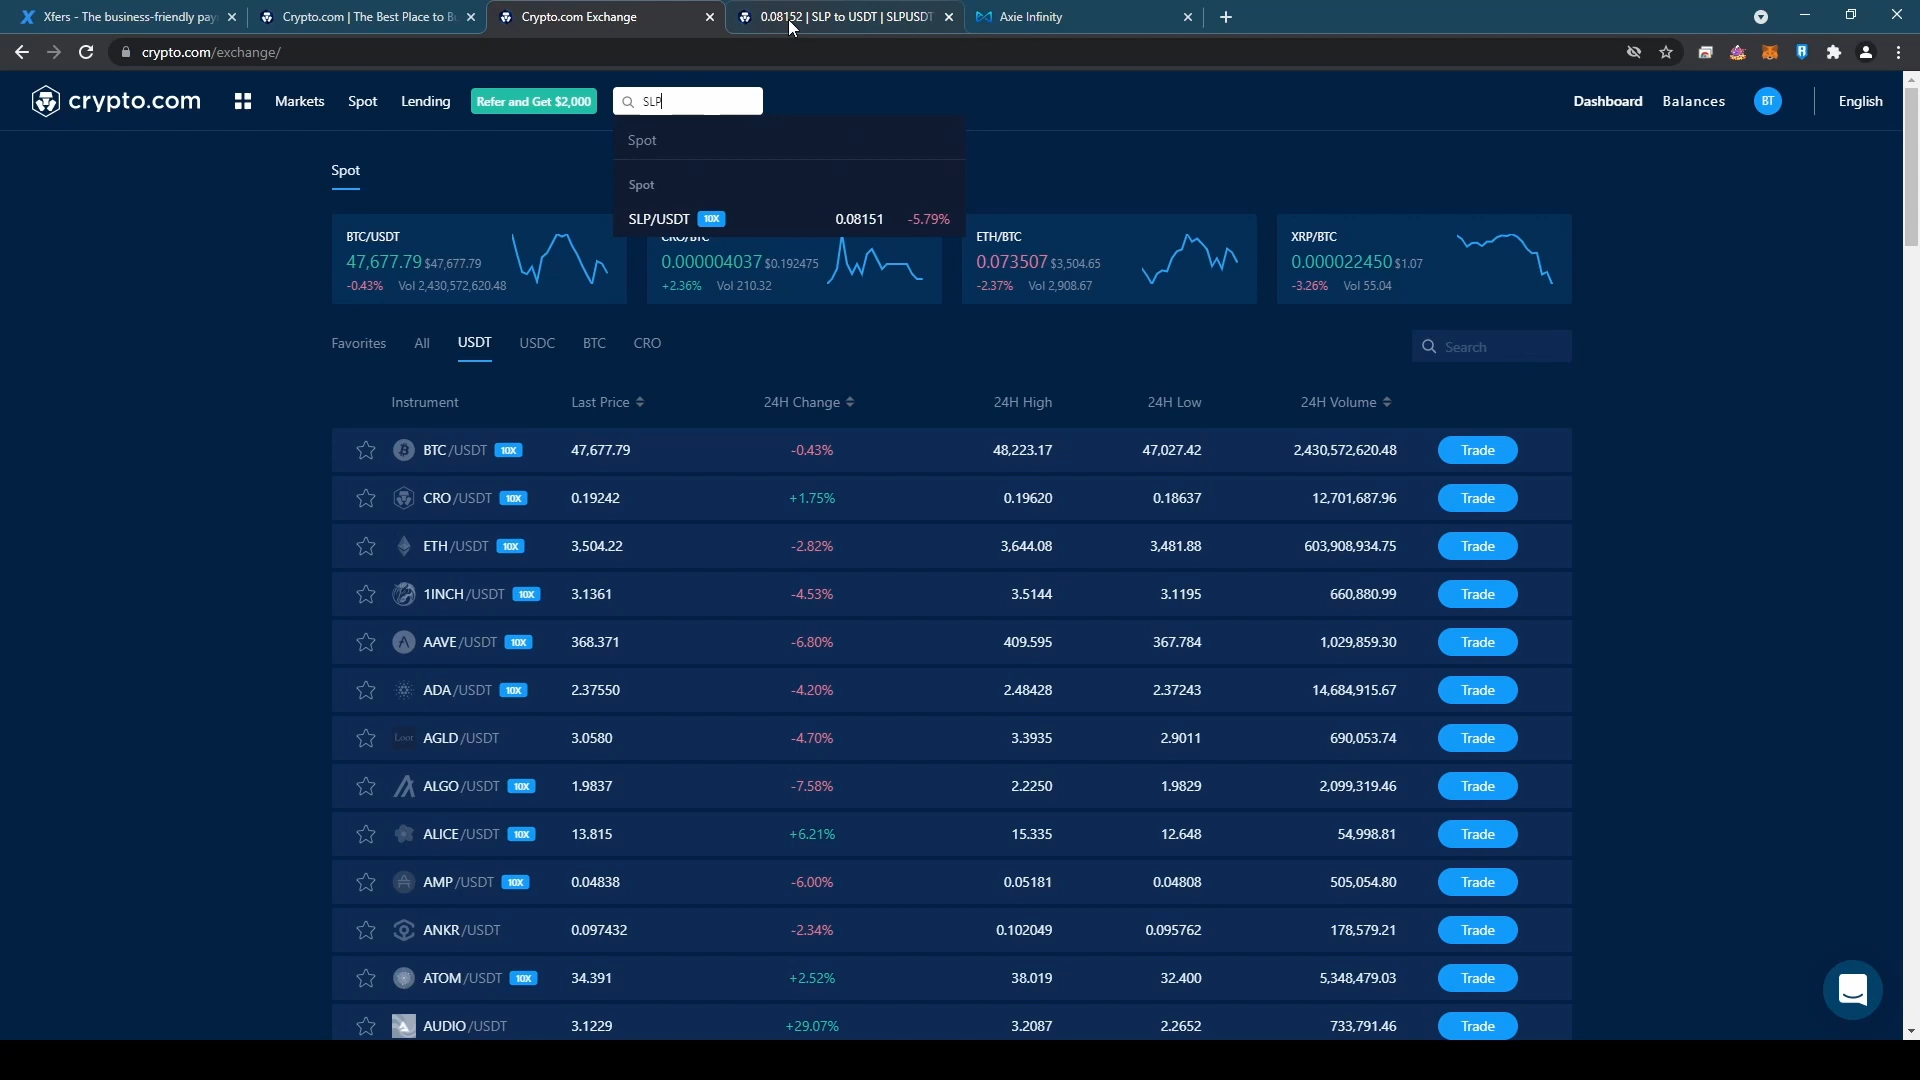 Xfers - The business-friendly pay
Crypto.com | The Best Place to B
Crypto.com Exchange
0.08152 | SLP to USDT | SLPUSDT
Axie Infinity
crypto.com/exchange/
crypto.com
Markets
Spot
Lending
Refer and Get $2,000
SLP
Dashboard
Balances
BT
English
Spot
Spot
SLP/USDT 10X 0.08151 -5.79%
Spot
BTC/USDT
47,677.79 $47,677.79
-0.43% Vol 2,430,572,620.48
CRO/BTC
0.000004037 $0.192475
+2.36% Vol 210.32
ETH/BTC
0.073507 $3,504.65
-2.37% Vol 2,908.67
XRP/BTC
0.000022450 $1.07
-3.26% Vol 55.04
Favorites All USDT USDC BTC CRO
Search
Instrument Last Price 24H Change 24H High 24H Low 24H Volume
BTC /USDT 10X 47,677.79 -0.43% 48,223.17 47,027.42 2,430,572,620.48 Trade
CRO /USDT 10X 0.19242 +1.75% 0.19620 0.18637 12,701,687.96 Trade
ETH /USDT 10X 3,504.22 -2.82% 3,644.08 3,481.88 603,908,934.75 Trade
1INCH /USDT 10X 3.1361 -4.53% 3.5144 3.1195 660,880.99 Trade
AAVE /USDT 10X 368.371 -6.80% 409.595 367.784 1,029,859.30 Trade
ADA /USDT 10X 2.37550 -4.20% 2.48428 2.37243 14,684,915.67 Trade
Loot AGLD /USDT 3.0580 -4.70% 3.3935 2.9011 690,053.74 Trade
ALGO /USDT 10X 1.9837 -7.58% 2.2250 1.9829 2,099,319.46 Trade
ALICE /USDT 10X 13.815 +6.21% 15.335 12.648 54,998.81 Trade
AMP /USDT 10X 0.04838 -6.00% 0.05181 0.04808 505,054.80 Trade
ANKR /USDT 0.097432 -2.34% 0.102049 0.095762 178,579.21 Trade
ATOM /USDT 10X 34.391 +2.52% 38.019 32.400 5,348,479.03 Trade
AUDIO /USDT 3.1229 +29.07% 3.2087 2.2652 733,791.46 Trade